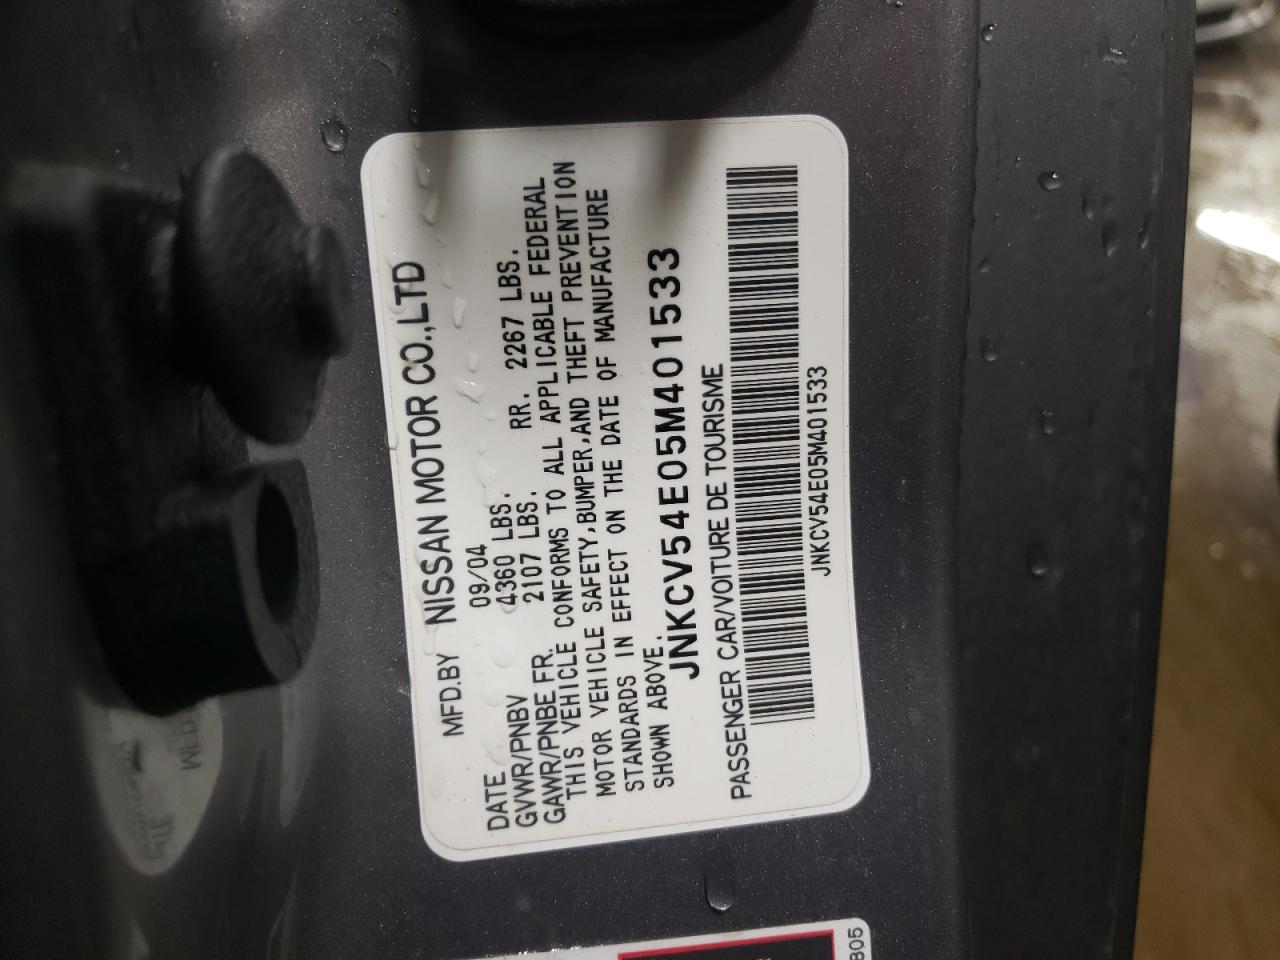 MFD.BY NISSAN MOTOR CO.,LTD
DATE 09/04
GVWR/PNBV 4360 LBS.
GAWR/PNBE FR. 2107 LBS. RR. 2267 LBS.
THIS VEHICLE CONFORMS TO ALL APPLICABLE FEDERAL
MOTOR VEHICLE SAFETY,BUMPER,AND THEFT PREVENTION
STANDARDS IN EFFECT ON THE DATE OF MANUFACTURE
SHOWN ABOVE.
JNKCV54E05M401533
PASSENGER CAR/VOITURE DE TOURISME
JNKCV54E05M401533
805